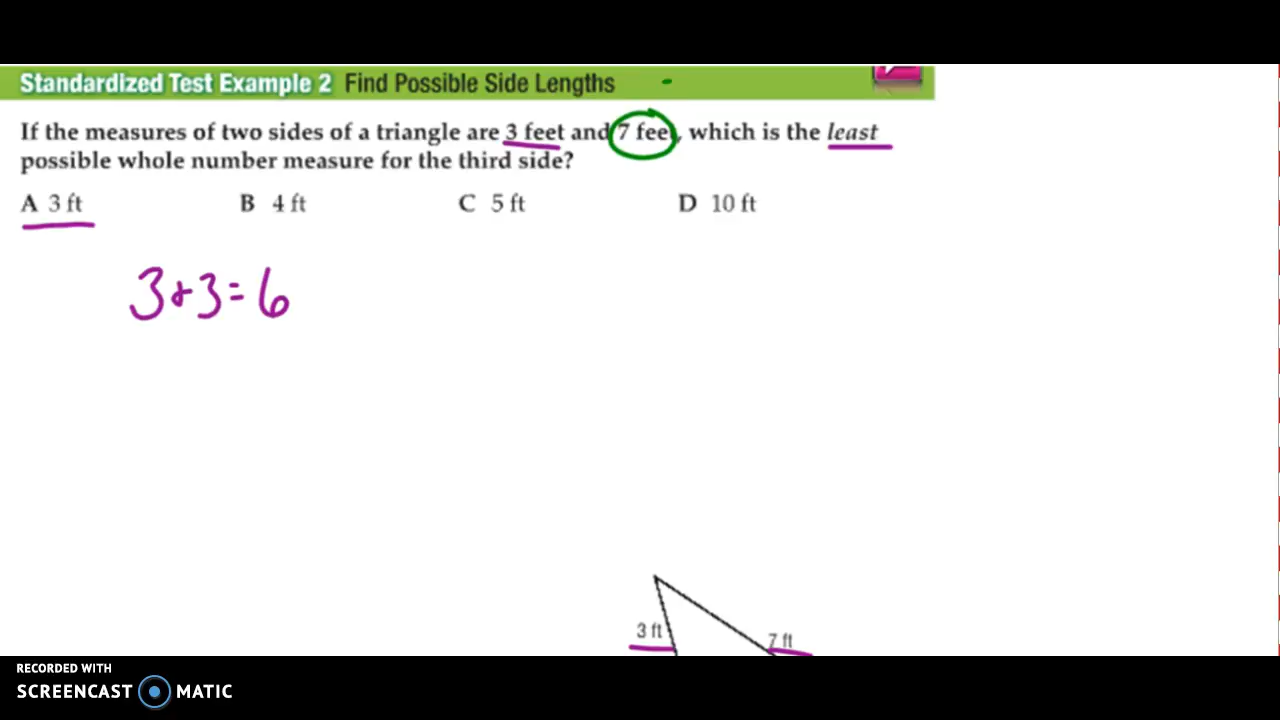 Standardized Test Example 2 Find Possible Side Lengths
If the measures of two sides of a triangle are 3 feet and 7 feet, which is the least
possible whole number measure for the third side?
A 3 ft B 4 ft C 5 ft D 10 ft
3+3=6
3 ft 7 ft
RECORDED WITH
SCREENCAST MATIC